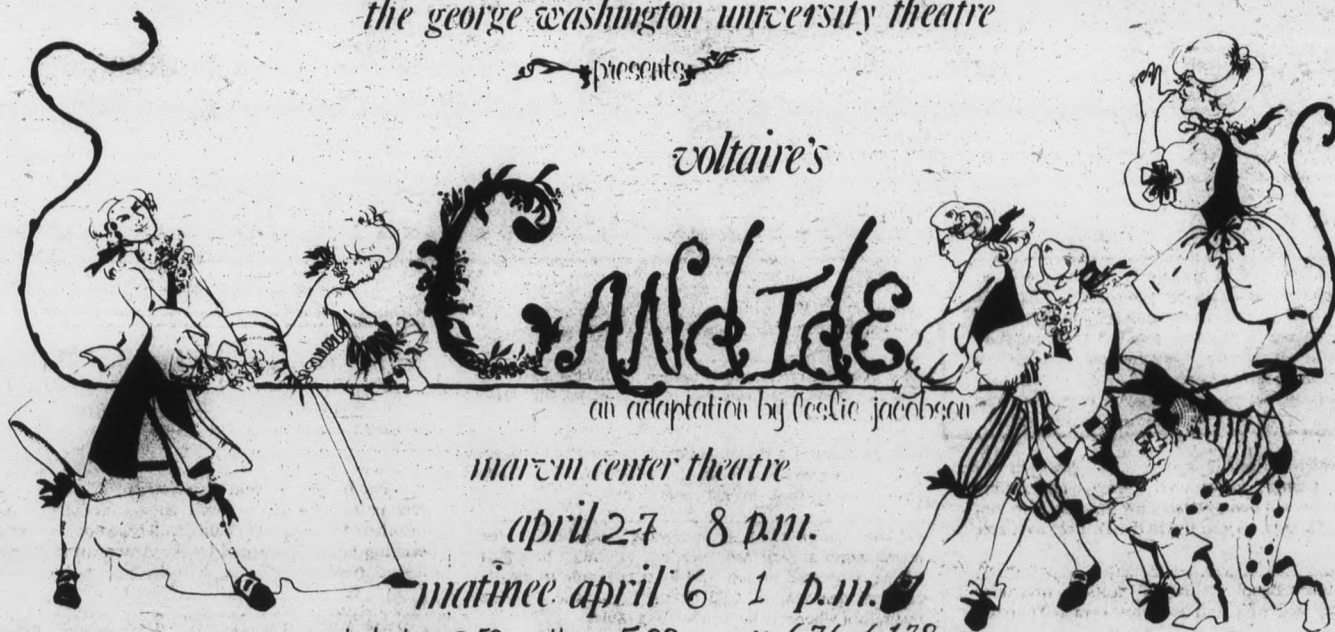 the george washington university theatre
presents
voltaire's
CANdIdE
an adaptation by leslie jacobson
marvin center theatre
april 2-7 8 p.m.
matinee april 6 1 p.m.